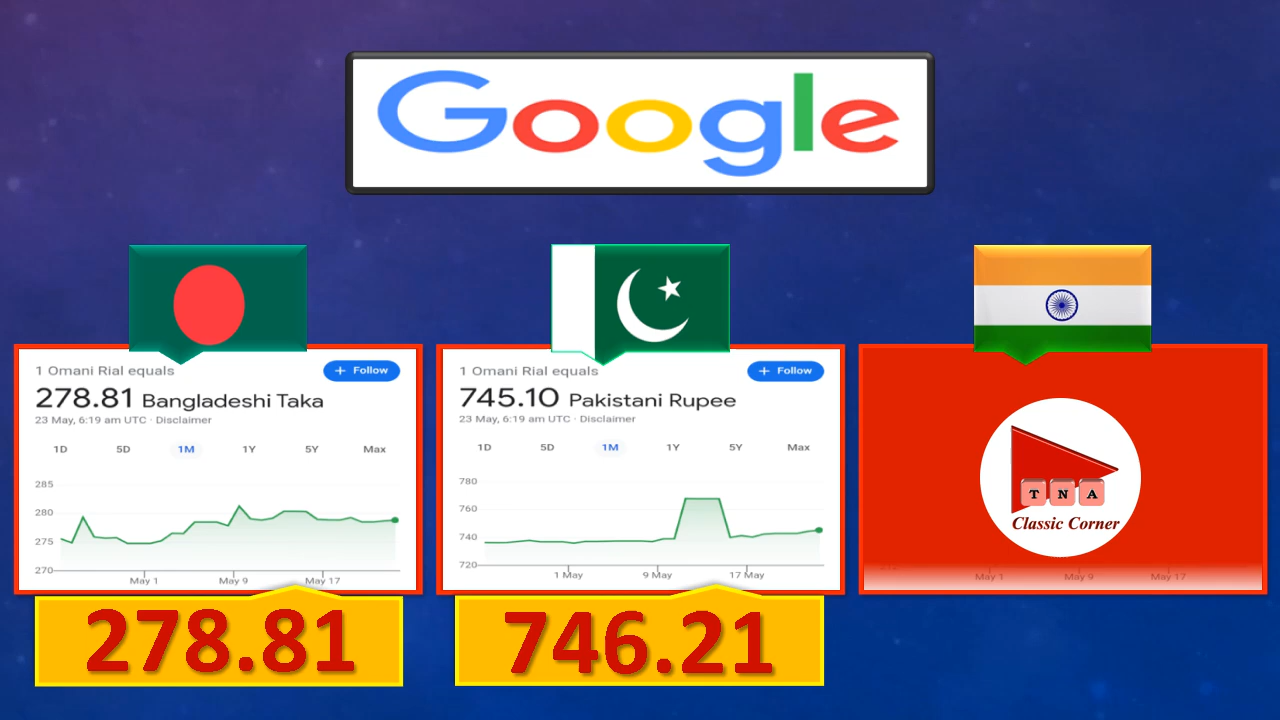 Google
1 Omani Rial equals
+ Follow
278.81 Bangladeshi Taka
23 May, 6:19 am UTC · Disclaimer
1D 5D 1M 1Y 5Y Max
285
280
275
270
May 1 May 9 May 17
278.81
1 Omani Rial equals
+ Follow
745.10 Pakistani Rupee
23 May, 6:19 am UTC · Disclaimer
1D 5D 1M 1Y 5Y Max
780
760
740
720
1 May 9 May 17 May
746.21
T N A
Classic Corner
May 1 May 9 May 17